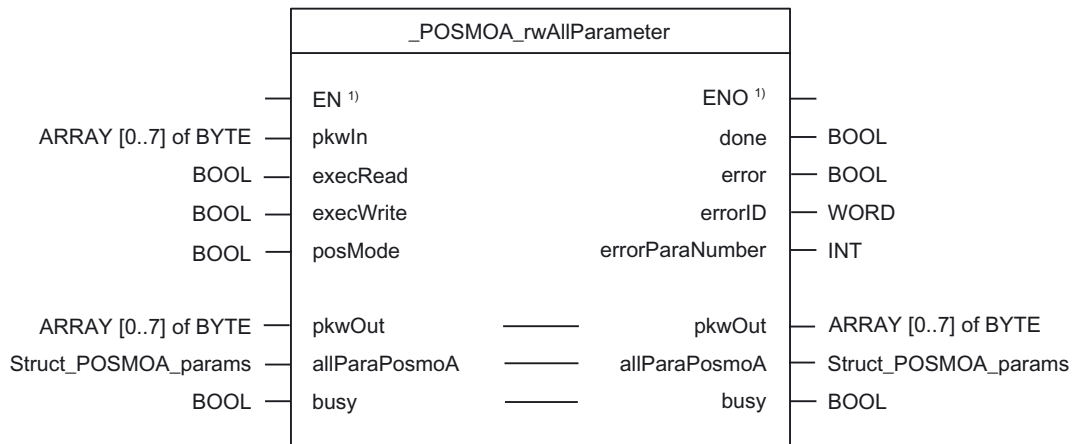 _POSMOA_rwAllParameter
EN 1) ENO 1)
ARRAY [0..7] of BYTE pkwIn done BOOL
BOOL execRead error BOOL
BOOL execWrite errorID WORD
BOOL posMode errorParaNumber INT
ARRAY [0..7] of BYTE pkwOut pkwOut ARRAY [0..7] of BYTE
Struct_POSMOA_params allParaPosmoA allParaPosmoA Struct_POSMOA_params
BOOL busy busy BOOL